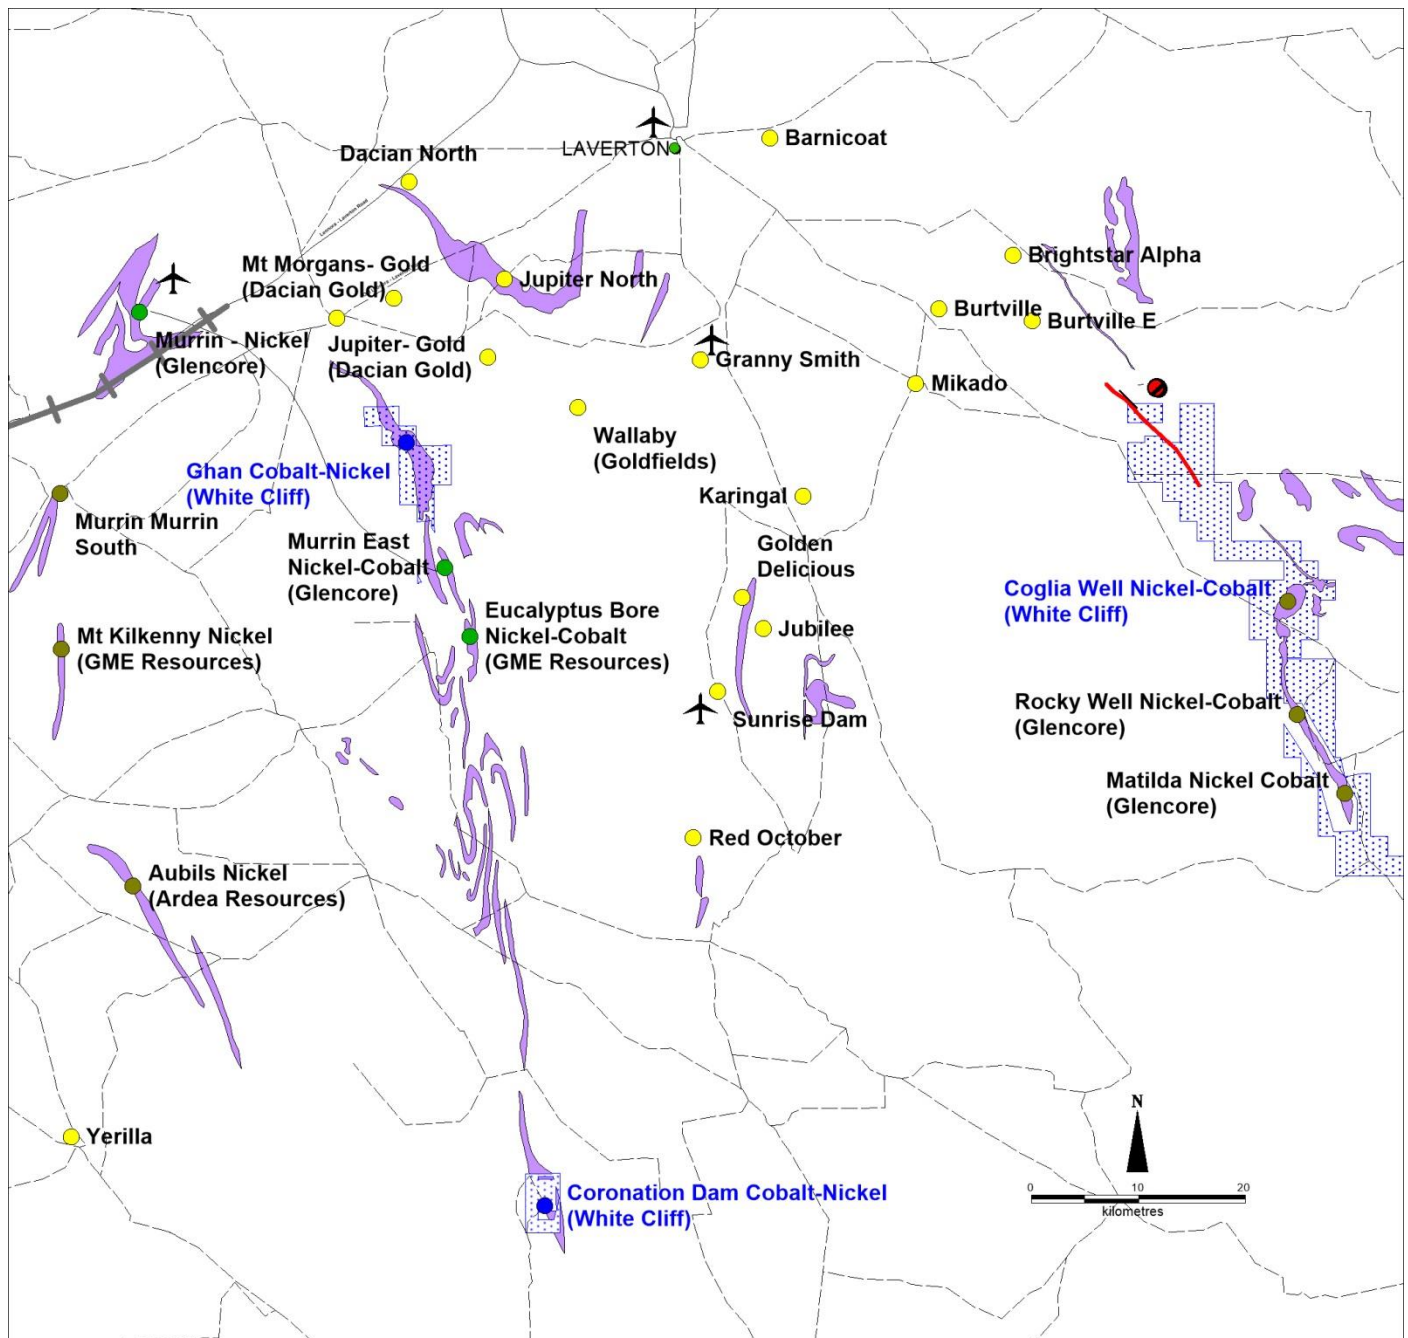 Barnicoat
LAVERTON
Dacian North
Leonora - Laverton Road
Brightstar Alpha
Mt Morgans- Gold
(Dacian Gold)
Jupiter North
Burtville
Burtville E
Murrin - Nickel
(Glencore)
Jupiter- Gold
(Dacian Gold)
Granny Smith
Mikado
Wallaby
(Goldfields)
Ghan Cobalt-Nickel
(White Cliff)
Karingal
Murrin Murrin
South
Murrin East
Nickel-Cobalt
(Glencore)
Golden
Delicious
Coglia Well Nickel-Cobalt
(White Cliff)
Eucalyptus Bore
Nickel-Cobalt
(GME Resources)
Jubilee
Mt Kilkenny Nickel
(GME Resources)
Rocky Well Nickel-Cobalt
(Glencore)
Sunrise Dam
Matilda Nickel Cobalt
(Glencore)
Red October
Aubils Nickel
(Ardea Resources)
N
Yerilla
0 10 20
kilometres
Coronation Dam Cobalt-Nickel
(White Cliff)